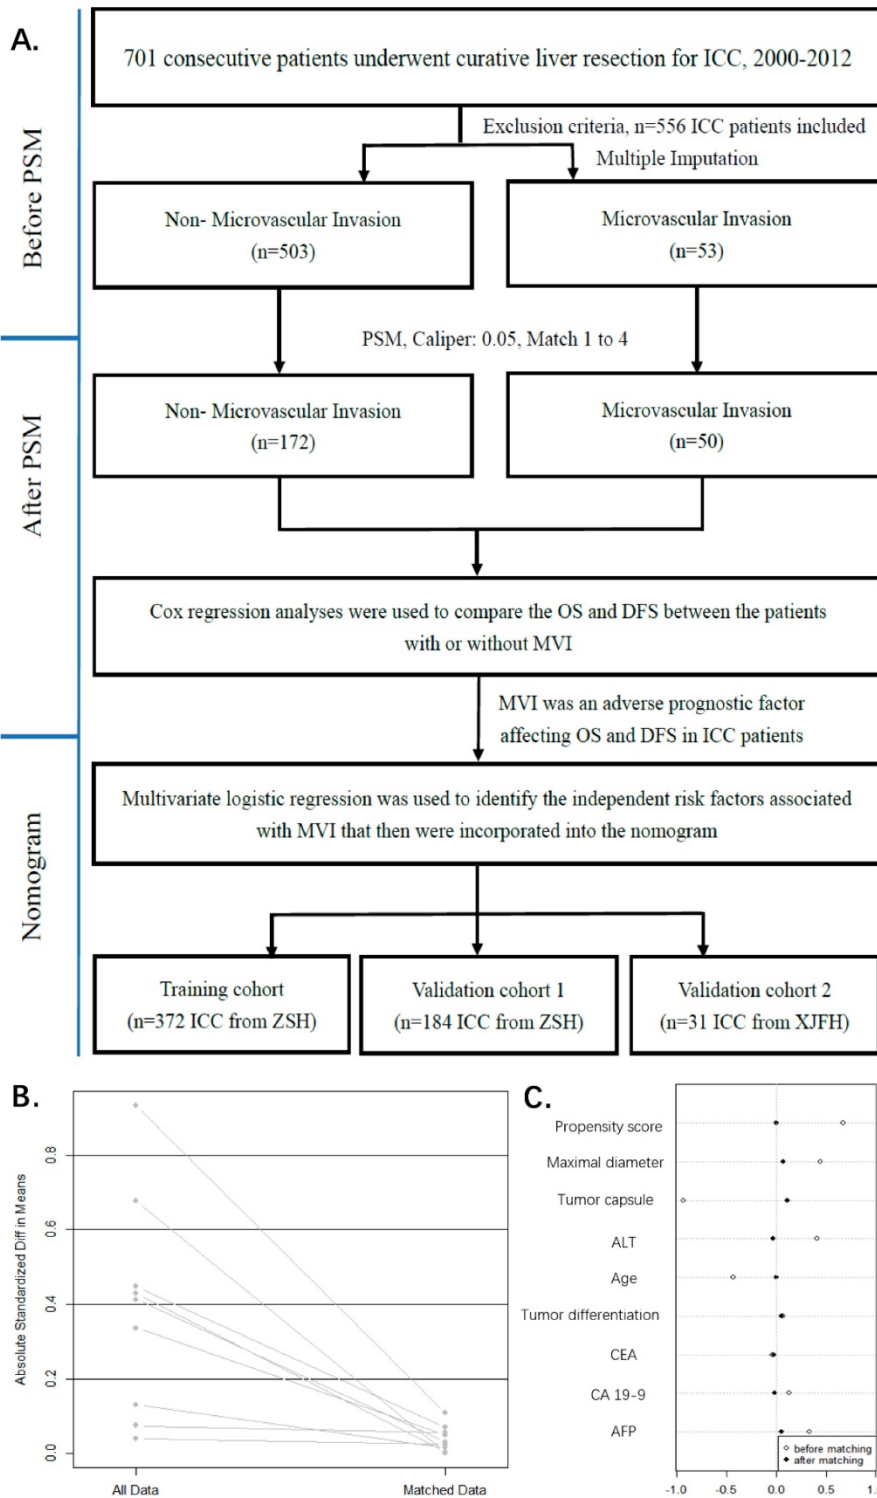 A.
701 consecutive patients underwent curative liver resection for ICC, 2000-2012
Before PSM
Exclusion criteria, n=556 ICC patients included
Multiple Imputation
Non- Microvascular Invasion
(n=503)
Microvascular Invasion
(n=53)
PSM, Caliper: 0.05, Match 1 to 4
After PSM
Non- Microvascular Invasion
(n=172)
Microvascular Invasion
(n=50)
Cox regression analyses were used to compare the OS and DFS between the patients
with or without MVI
MVI was an adverse prognostic factor
affecting OS and DFS in ICC patients
Nomogram
Multivariate logistic regression was used to identify the independent risk factors associated
with MVI that then were incorporated into the nomogram
Training cohort
(n=372 ICC from ZSH)
Validation cohort 1
(n=184 ICC from ZSH)
Validation cohort 2
(n=31 ICC from XJFH)
B.
Absolute Standardized Diff in Means
0.8
0.6
0.4
0.2
0.0
All Data
Matched Data
C.
Propensity score
Maximal diameter
Tumor capsule
ALT
Age
Tumor differentiation
CEA
CA 19-9
AFP
before matching
after matching
-1.0
-0.5
0.0
0.5